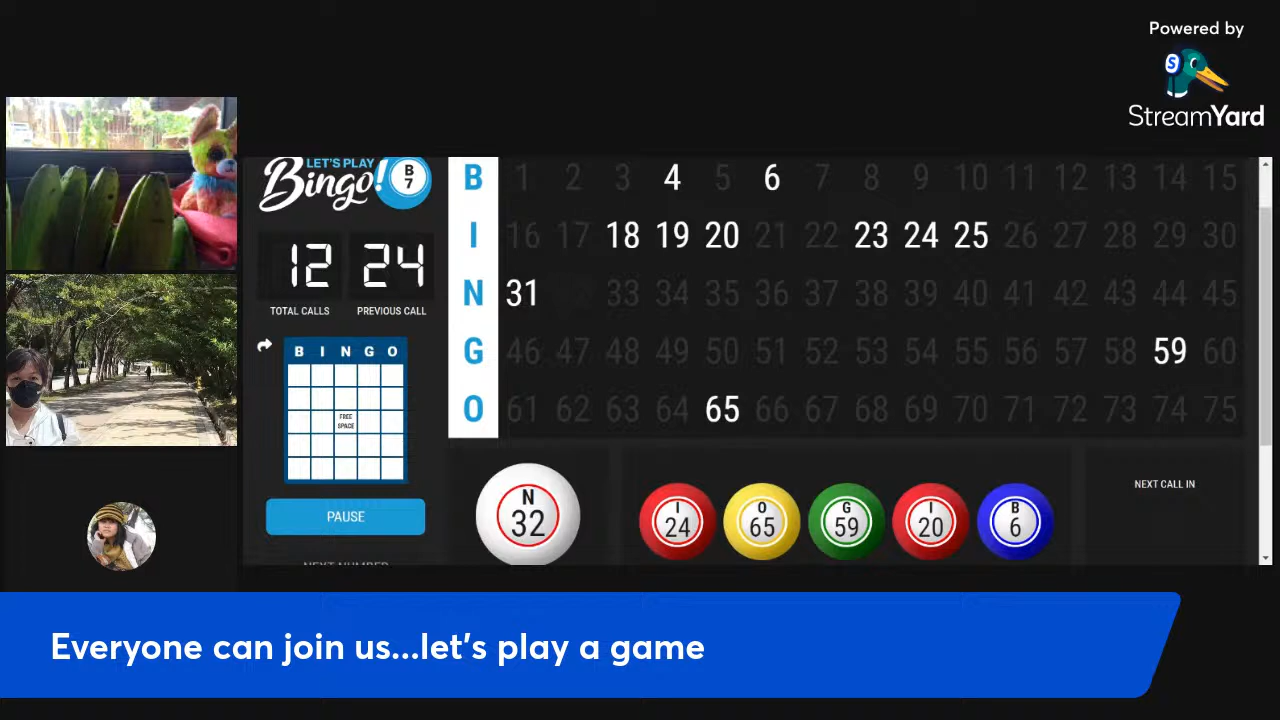 Powered by
StreamYard
LET'S PLAY
Bingo!
B
7
12
24
TOTAL CALLS
PREVIOUS CALL
B I N G O
FREE
SPACE
PAUSE
NEXT NUMBER
B 1 2 3 4 5 6 7 8 9 10 11 12 13 14 15
I 16 17 18 19 20 21 22 23 24 25 26 27 28 29 30
N 31 33 34 35 36 37 38 39 40 41 42 43 44 45
G 46 47 48 49 50 51 52 53 54 55 56 57 58 59 60
O 61 62 63 64 65 66 67 68 69 70 71 72 73 74 75
N
32
I
24
O
65
G
59
I
20
B
6
NEXT CALL IN
Everyone can join us...let's play a game